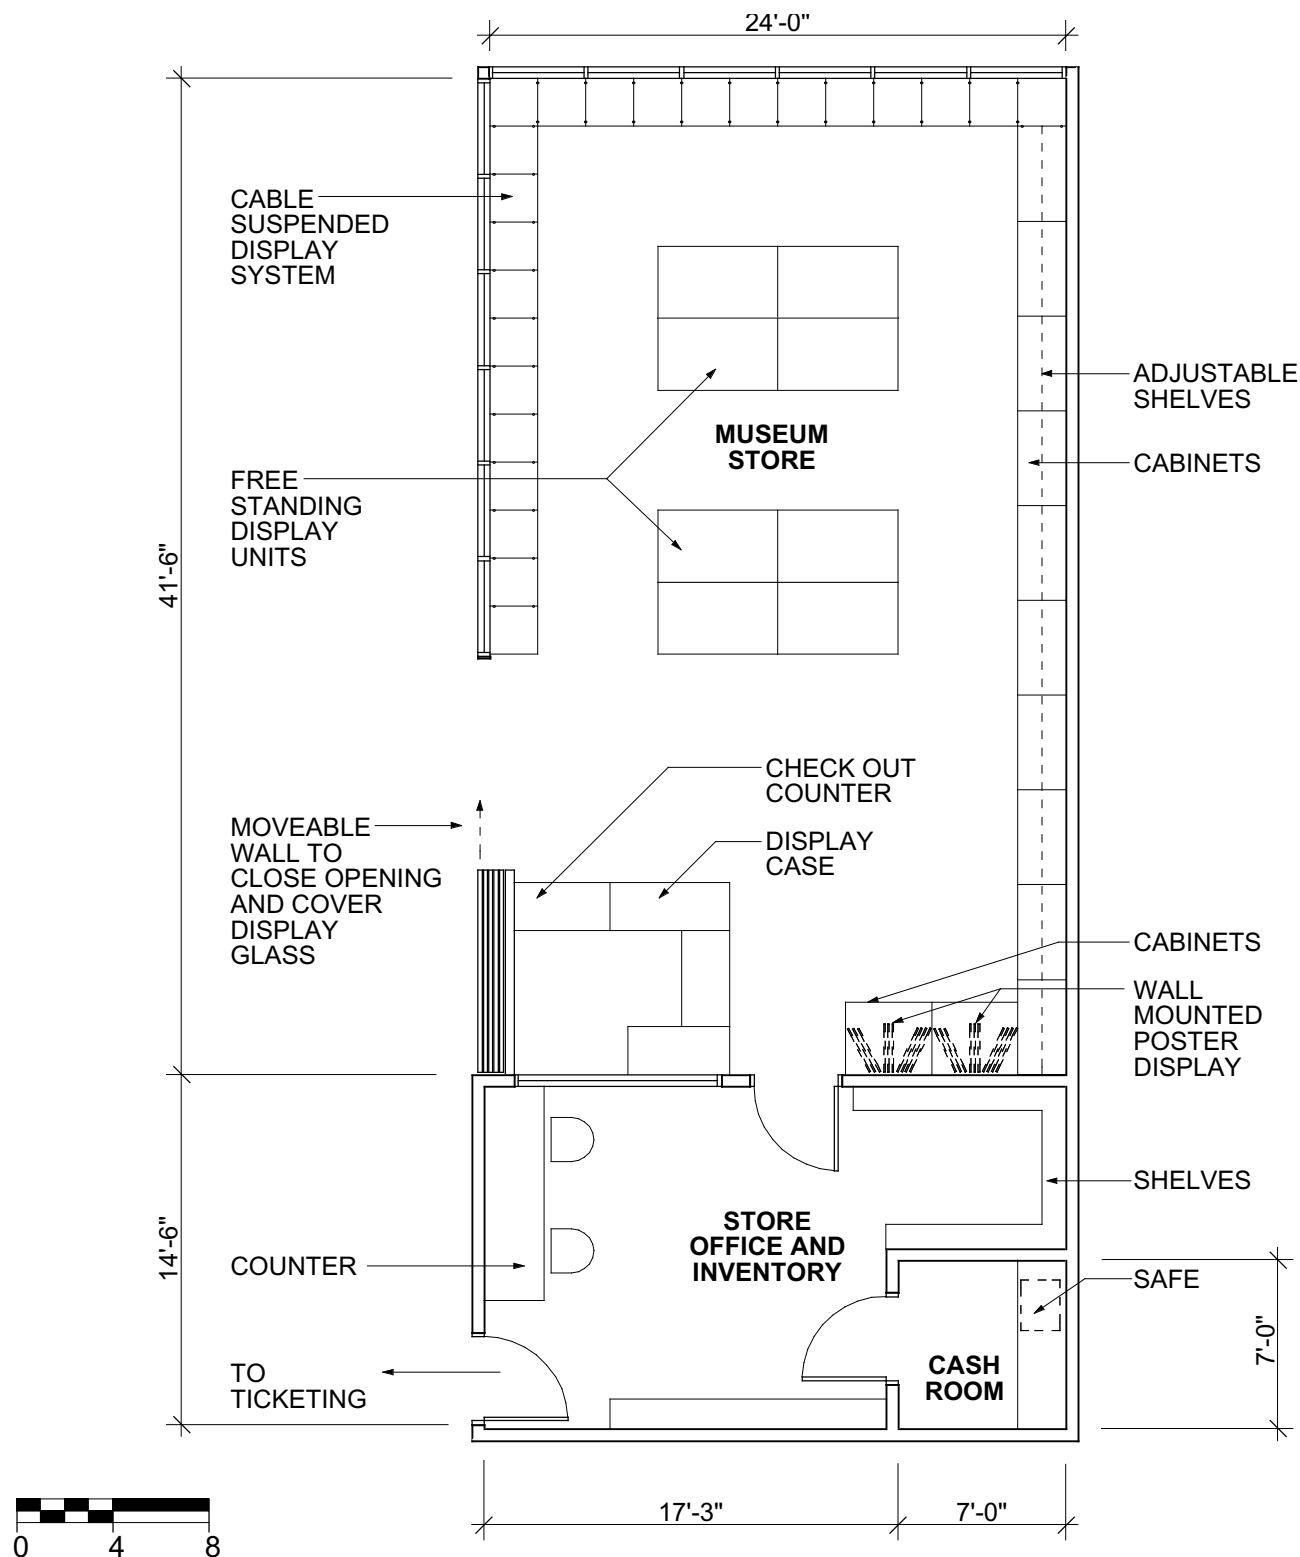 24'-0"
CABLE
SUSPENDED
DISPLAY
SYSTEM
ADJUSTABLE
SHELVES
MUSEUM
STORE
CABINETS
FREE
STANDING
DISPLAY
UNITS
41'-6"
CHECK OUT
COUNTER
MOVEABLE
WALL TO
CLOSE OPENING
AND COVER
DISPLAY
GLASS
DISPLAY
CASE
CABINETS
WALL
MOUNTED
POSTER
DISPLAY
SHELVES
STORE
OFFICE AND
INVENTORY
14'-6"
COUNTER
SAFE
7'-0"
TO
TICKETING
CASH
ROOM
17'-3"
7'-0"
0 4 8